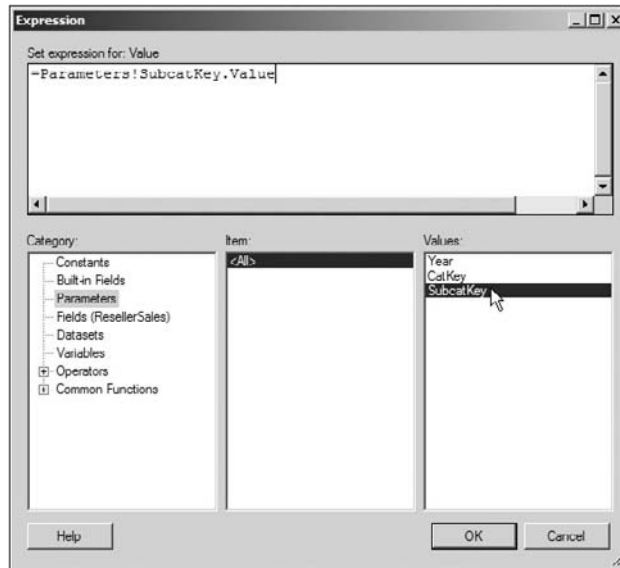 Expression
Set expression for: Value
=Parameters!SubcatKey.Value
Category:
Constants
Built-in Fields
Parameters
Fields (ResellerSales)
Datasets
Variables
Operators
Common Functions
Item:
<All>
Values:
Year
CatKey
SubcatKey
Help
OK
Cancel